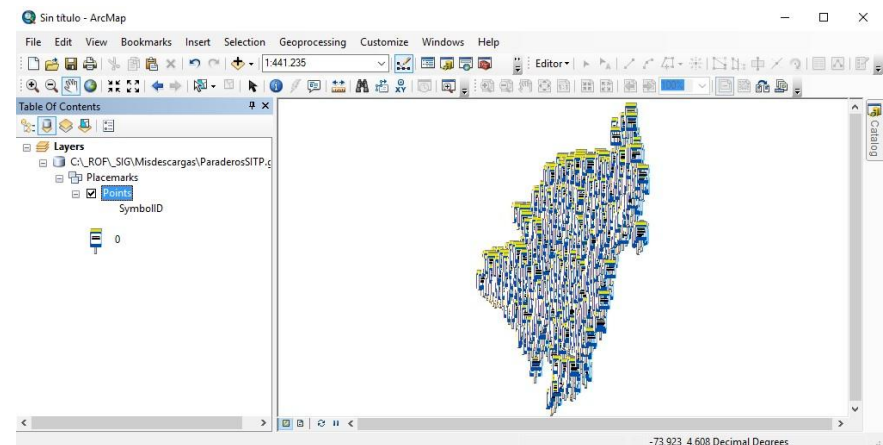 Sin título - ArcMap
File Edit View Bookmarks Insert Selection Geoprocessing Customize Windows Help
1:441.235
Editor
Table Of Contents
Layers
C:\_ROF\_SIG\Misdescargas\ParaderosSITP.g
Placemarks
Points
SymbolID
0
Catalog
-73,923 4,608 Decimal Degrees